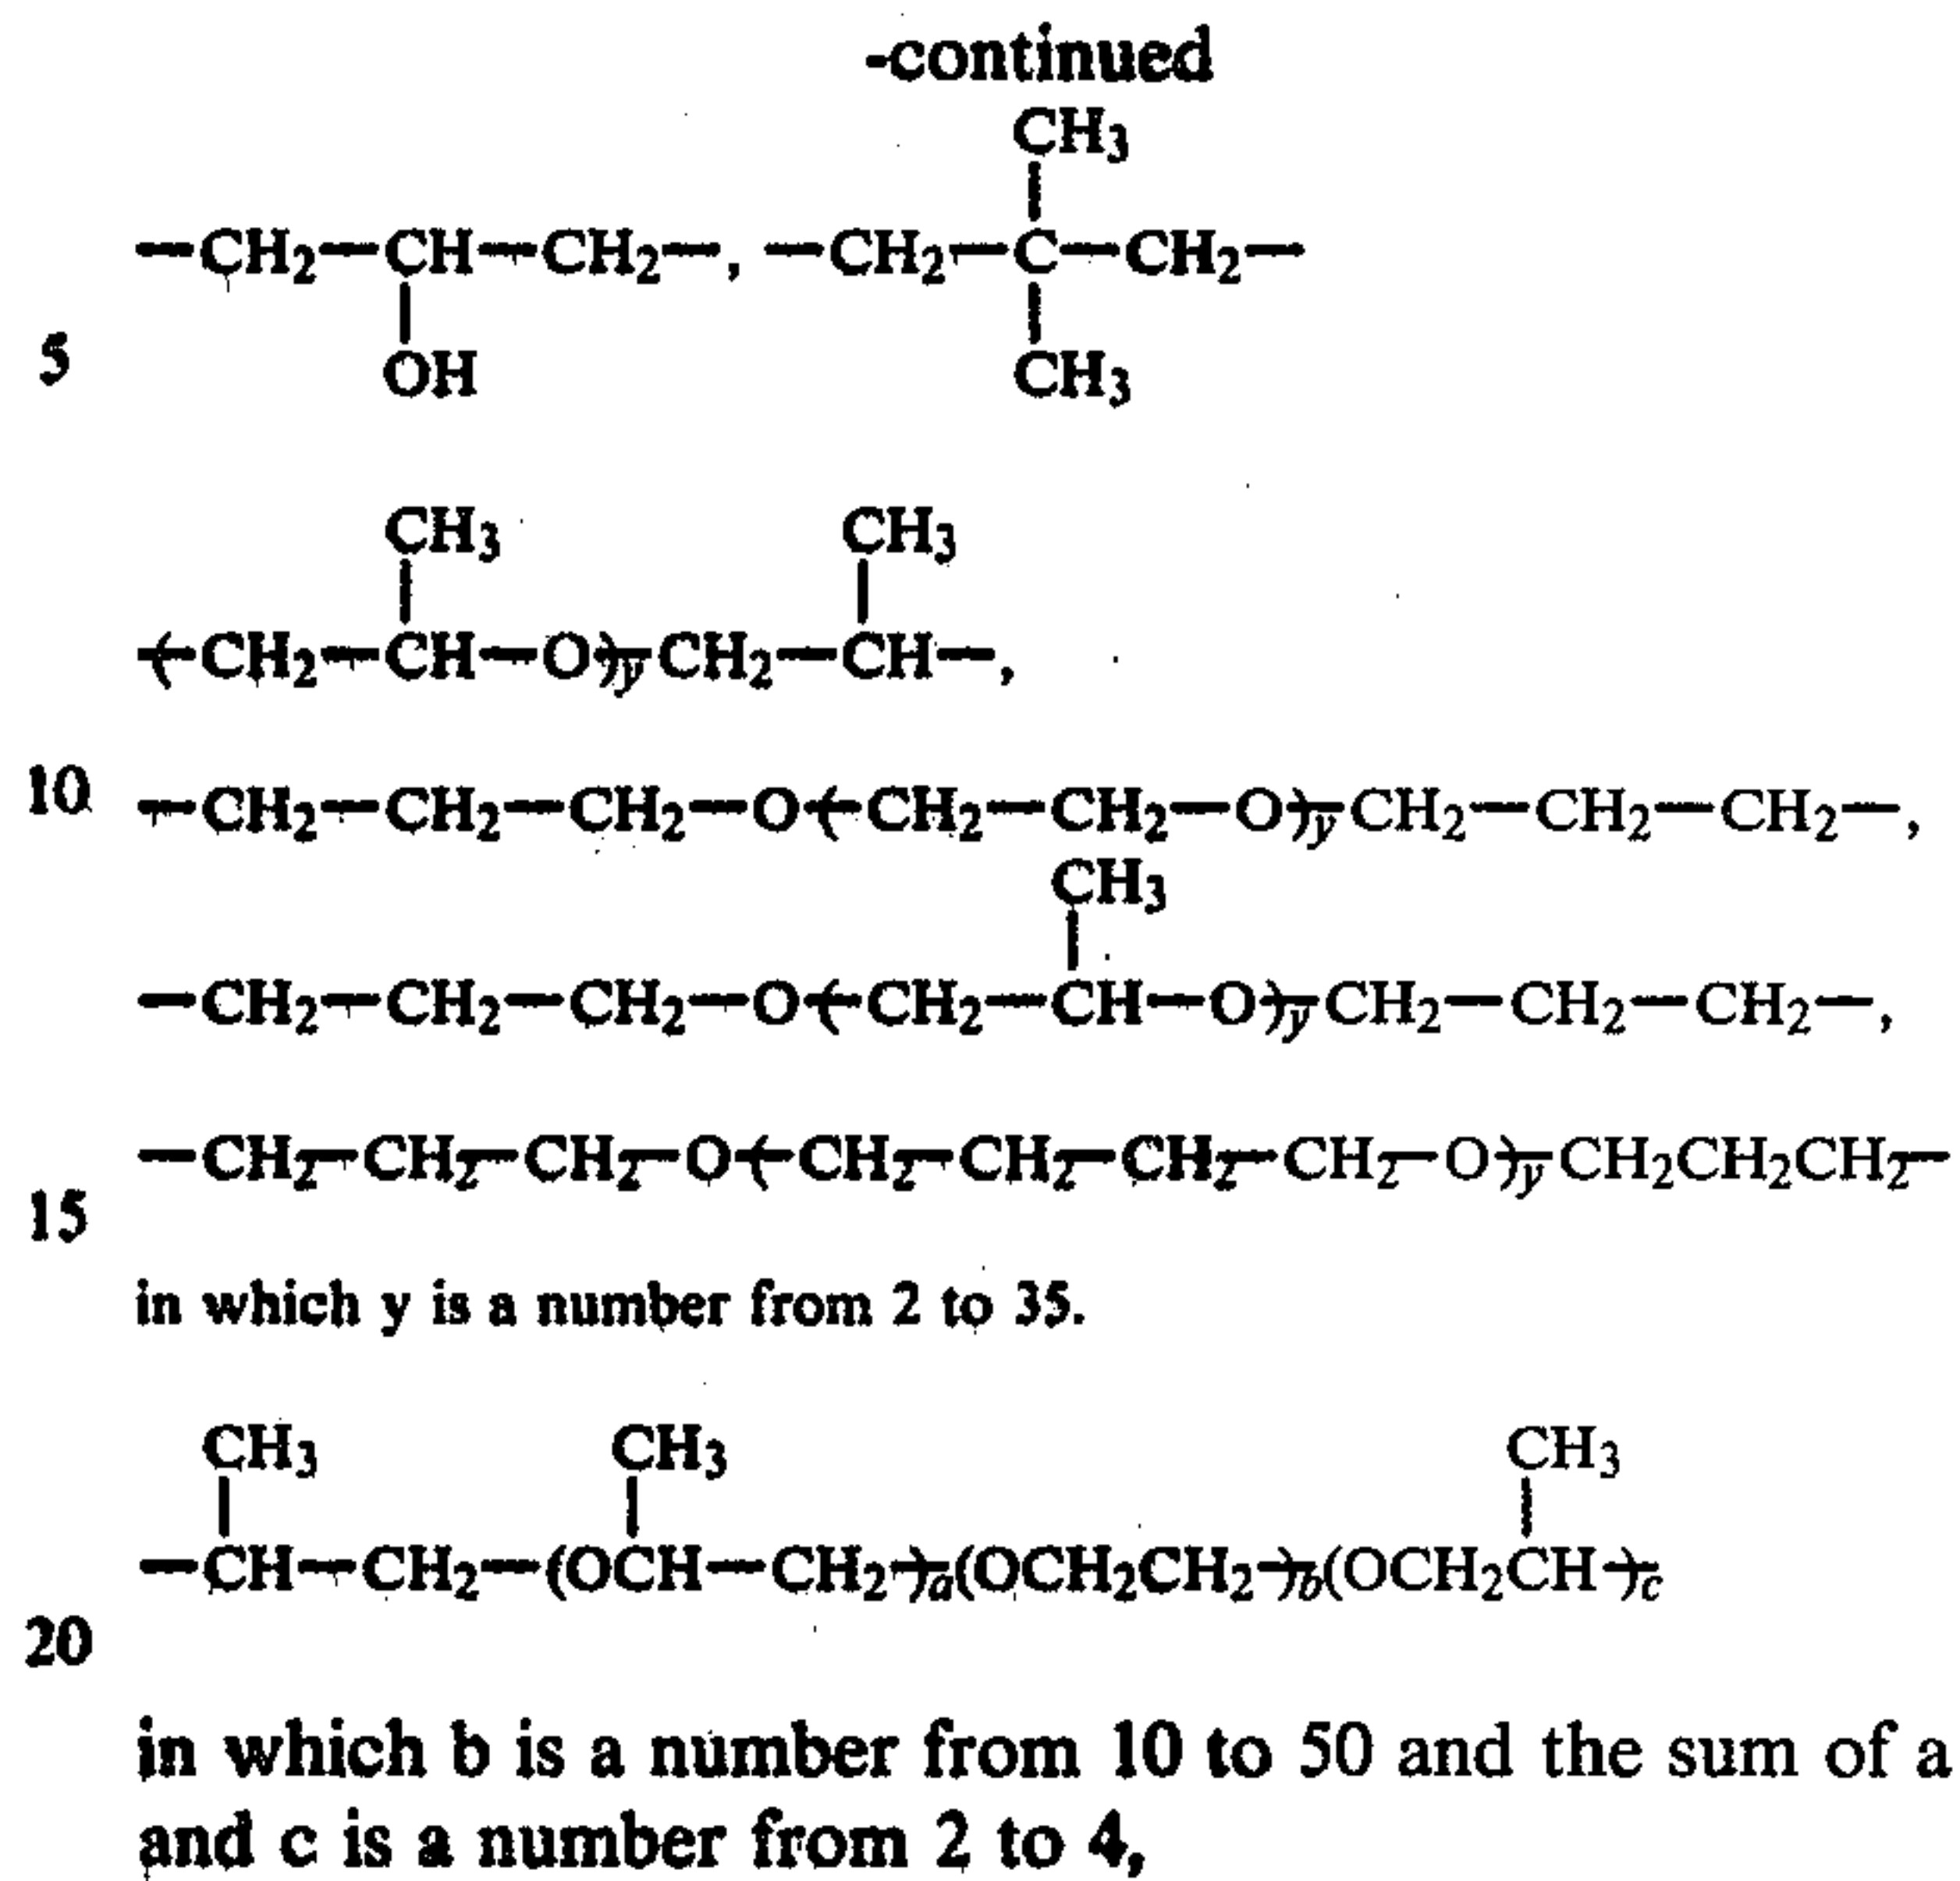 -continued
CH₃
—CH₂—CH—CH₂—, —CH₂—C—CH₂—
5
OH CH₃
CH₃ CH₃
(CH₂—CH—O)y CH₂—CH—,
10 —CH₂—CH₂—CH₂—O(CH₂—CH₂—O)y CH₂—CH₂—CH₂—,
CH₃
—CH₂—CH₂—CH₂—O(CH₂—CH—O)y CH₂—CH₂—CH₂—,
—CH₂—CH₂—CH₂—O(CH₂—CH₂—CH₂—CH₂—O)y CH₂CH₂CH₂—
15
in which y is a number from 2 to 35.
CH₃ CH₃ CH₃
—CH—CH₂—(OCH—CH₂)a(OCH₂CH₂)b(OCH₂CH)c
20
in which b is a number from 10 to 50 and the sum of a
and c is a number from 2 to 4,